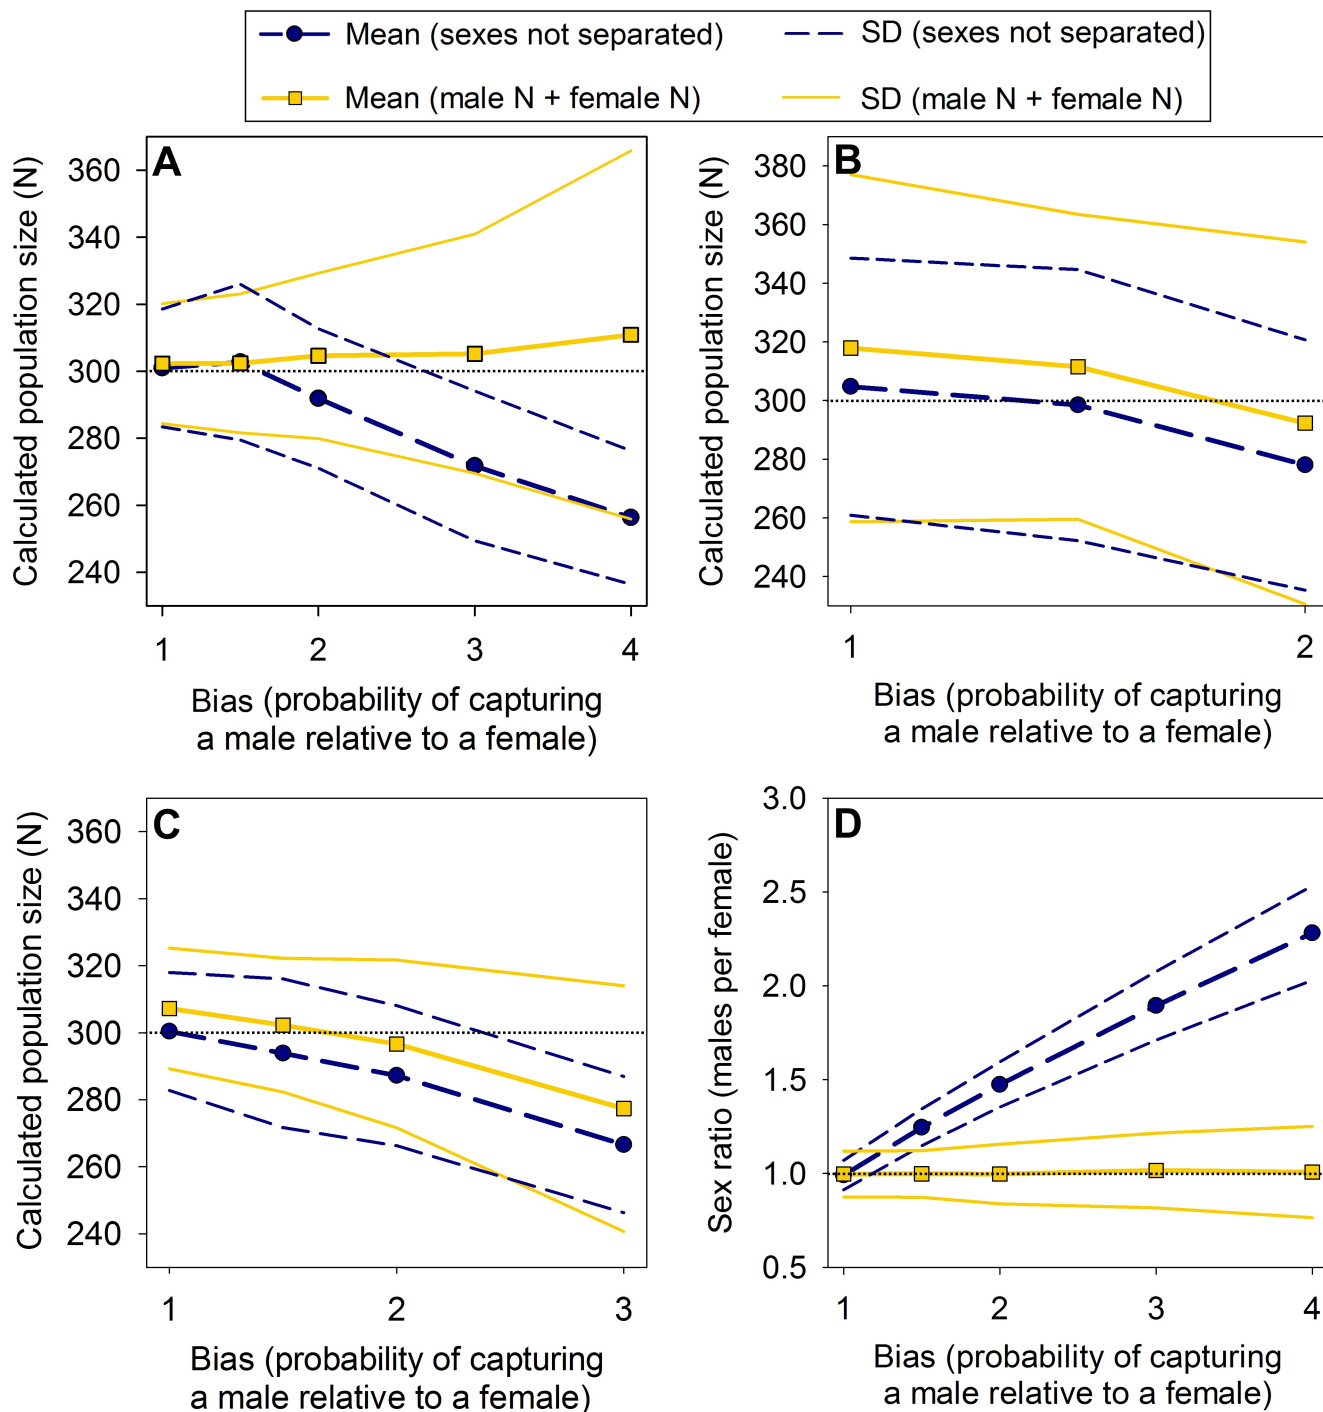 Mean (sexes not separated)
SD (sexes not separated)
Mean (male N + female N)
SD (male N + female N)
A
Calculated population size (N)
360
340
320
300
280
260
240
1
2
3
4
Bias (probability of capturing
a male relative to a female)
B
Calculated population size (N)
380
360
340
320
300
280
260
240
1
2
Bias (probability of capturing
a male relative to a female)
C
Calculated population size (N)
360
340
320
300
280
260
240
1
2
3
Bias (probability of capturing
a male relative to a female)
D
Sex ratio (males per female)
3.0
2.5
2.0
1.5
1.0
0.5
1
2
3
4
Bias (probability of capturing
a male relative to a female)